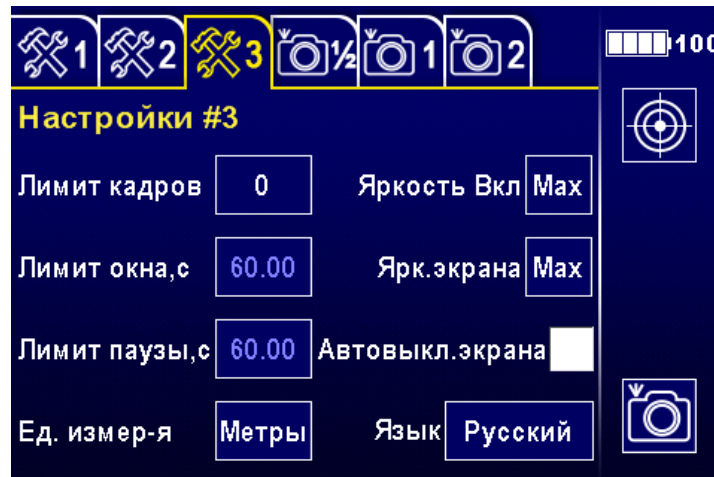 1 2 3 ½ 1 2 100
Настройки #3
Лимит кадров 0 Яркость Вкл Max
Лимит окна,с 60.00 Ярк.экрана Max
Лимит паузы,с 60.00 Автовыкл.экрана
Ед. измер-я Метры Язык Русский